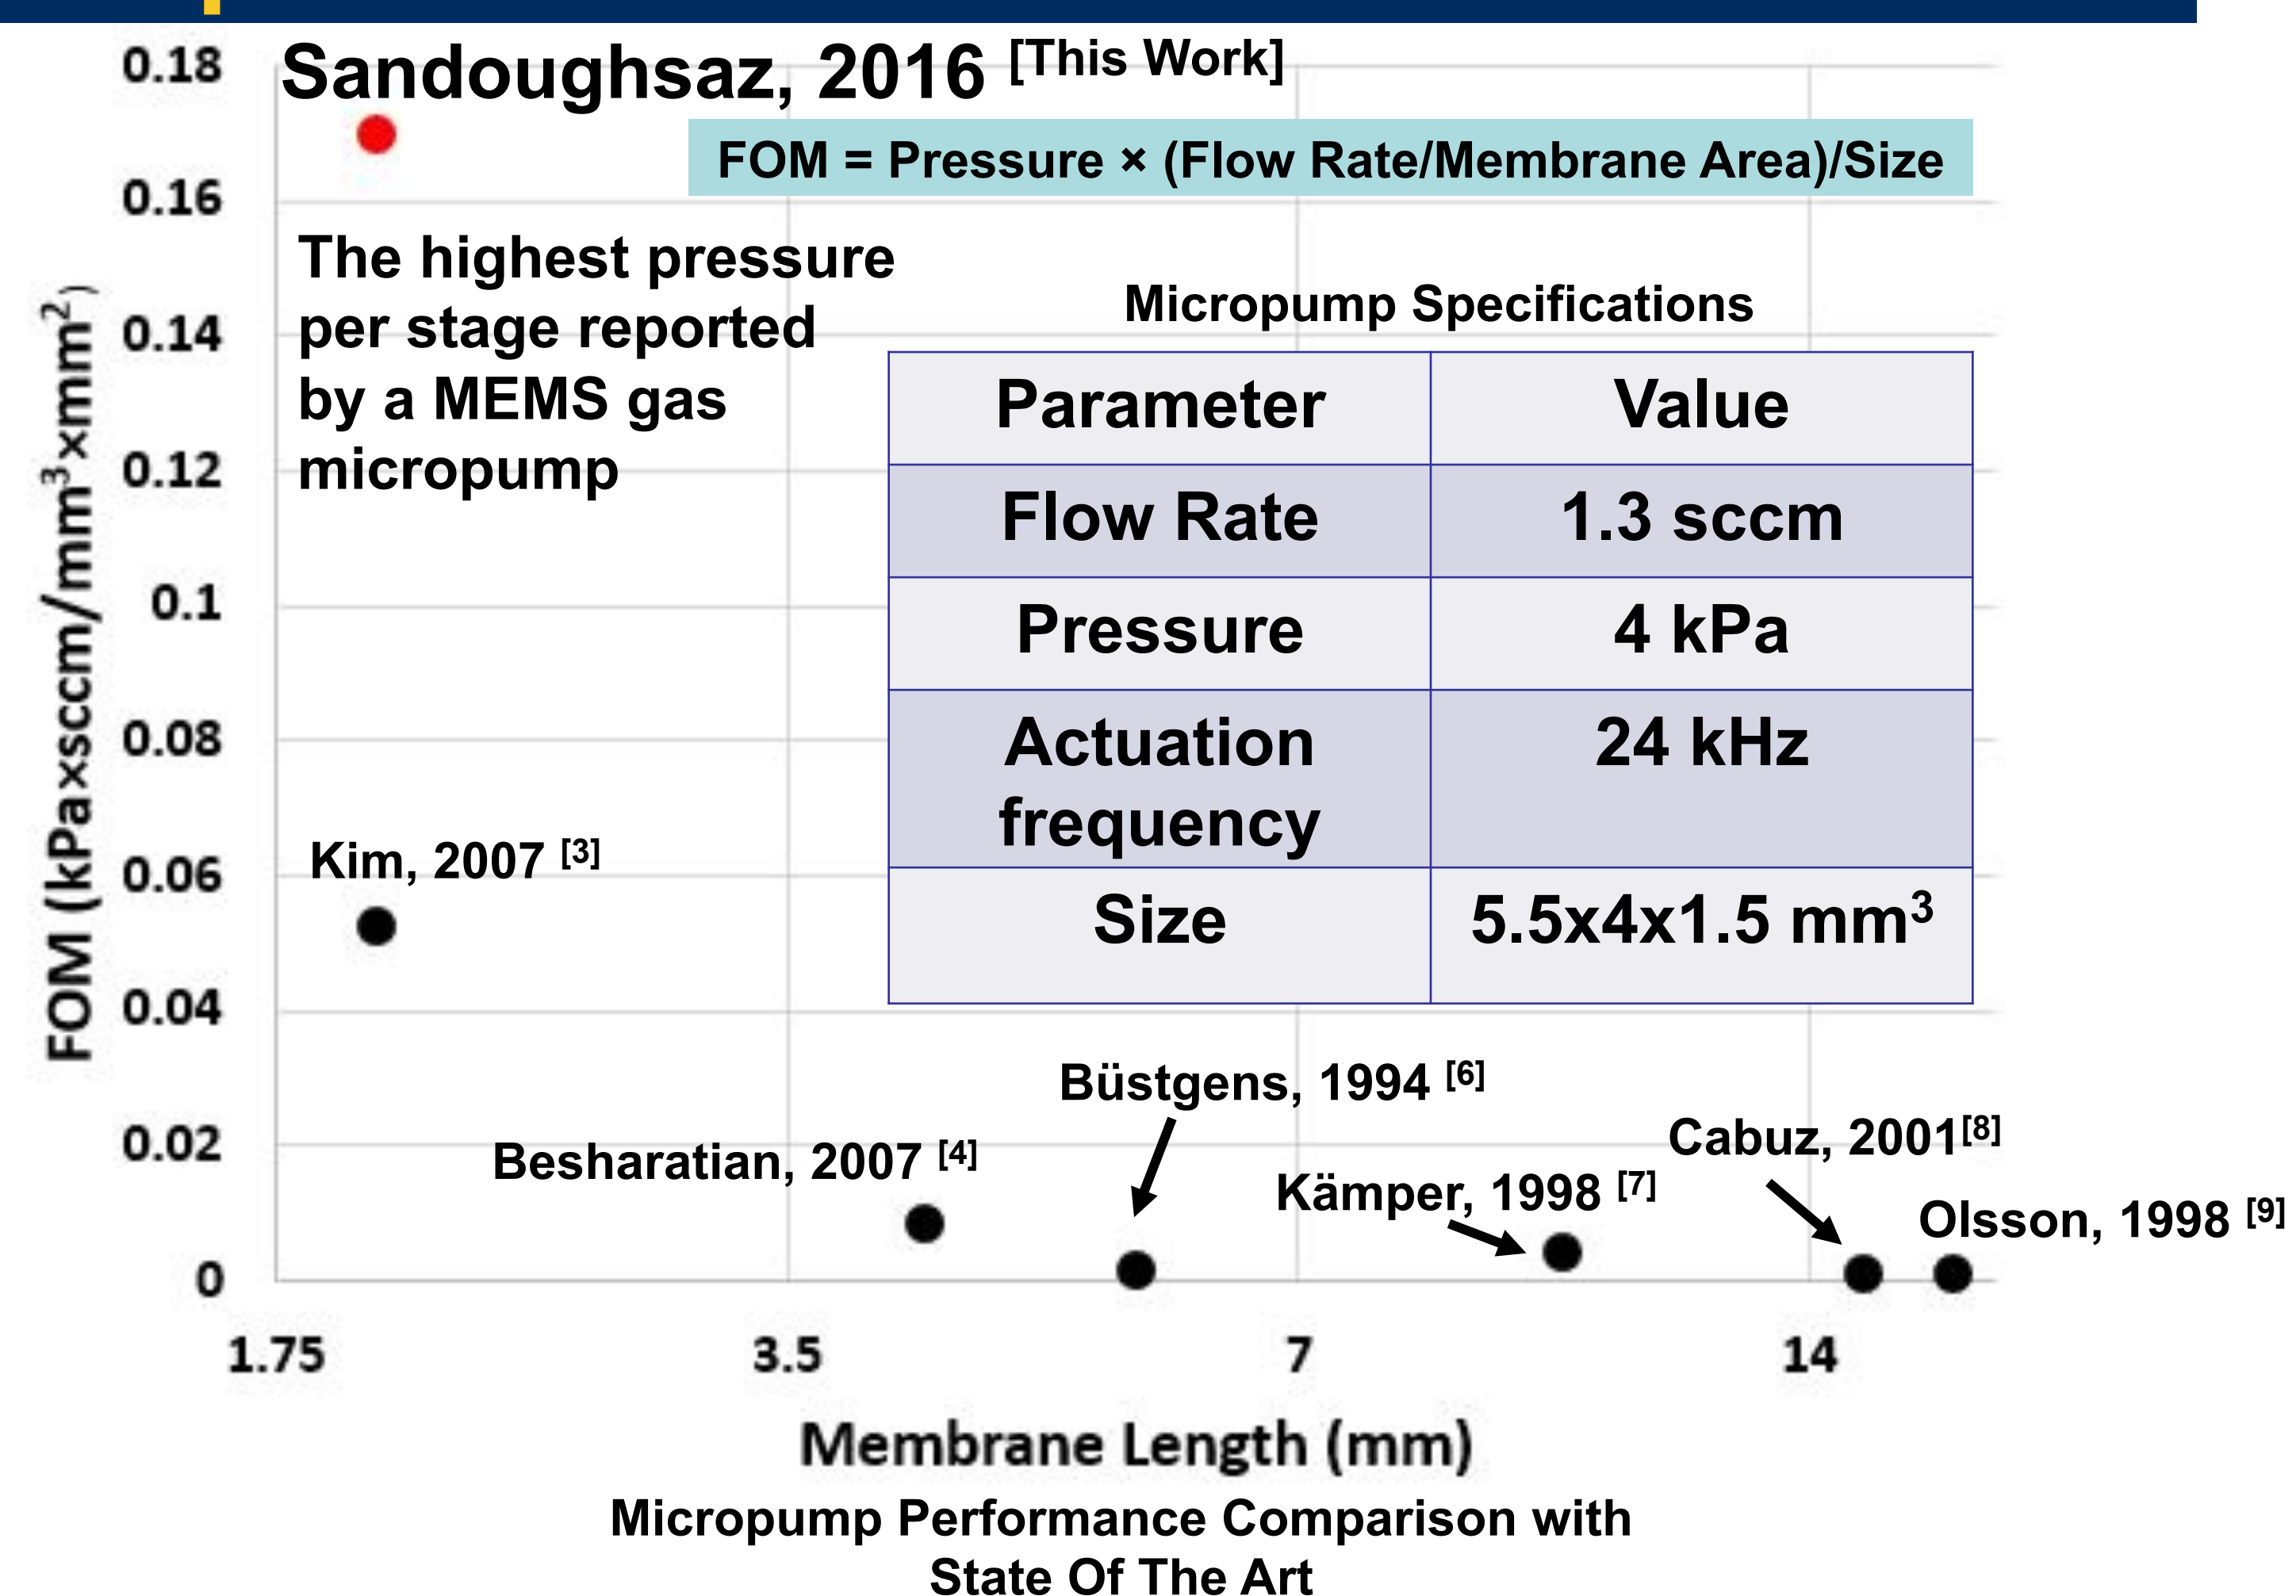 Sandoughsaz, 2016 [This Work]
FOM = Pressure × (Flow Rate/Membrane Area)/Size
The highest pressure
per stage reported
by a MEMS gas
micropump
Micropump Specifications
Parameter Value
Flow Rate 1.3 sccm
Pressure 4 kPa
Actuation 24 kHz
frequency
Size 5.5x4x1.5 mm³
FOM (kPa×sccm/mm³×mm²)
0.18
0.16
0.14
0.12
0.1
0.08
0.06
0.04
0.02
0
Kim, 2007 [3]
Besharatian, 2007 [4]
Büstgens, 1994 [6]
Kämper, 1998 [7]
Cabuz, 2001[8]
Olsson, 1998 [9]
1.75 3.5 7 14
Membrane Length (mm)
Micropump Performance Comparison with
State Of The Art